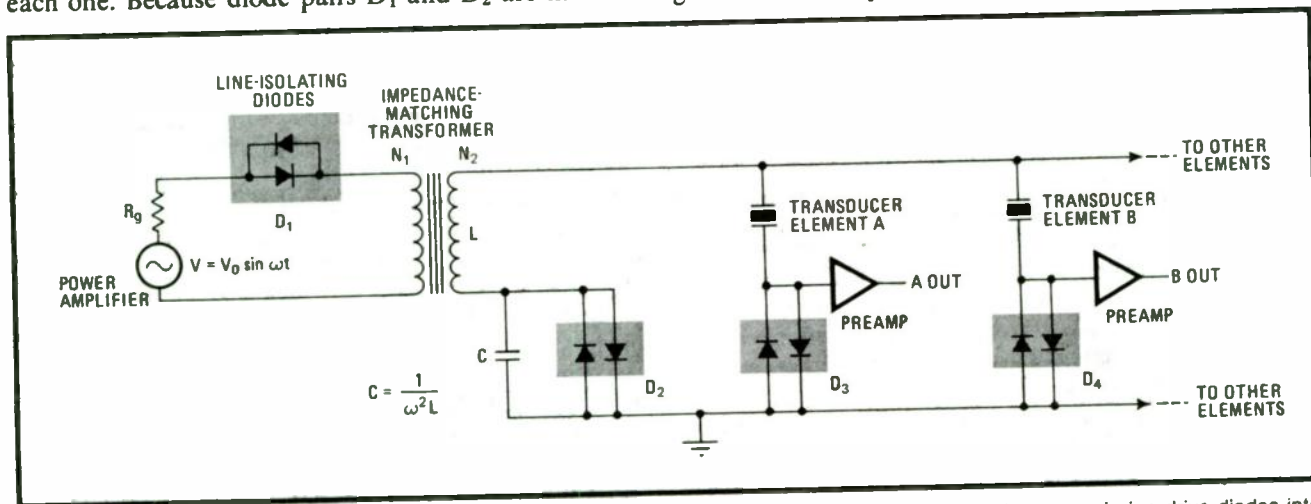 each one. Because diode pairs D₁ and D₂ are
LINE-ISOLATING
DIODES
D₁
IMPEDANCE-
MATCHING
TRANSFORMER
N₁
N₂
L
R₉
POWER
AMPLIFIER
V = V₀ sin ωt
C
C = 1/ω²L
D₂
TRANSDUCER
ELEMENT A
A OUT
PREAMP
D₃
TRANSDUCER
ELEMENT B
B OUT
PREAMP
D₄
TO OTHER
ELEMENTS
TO OTHER
ELEMENTS
diodes